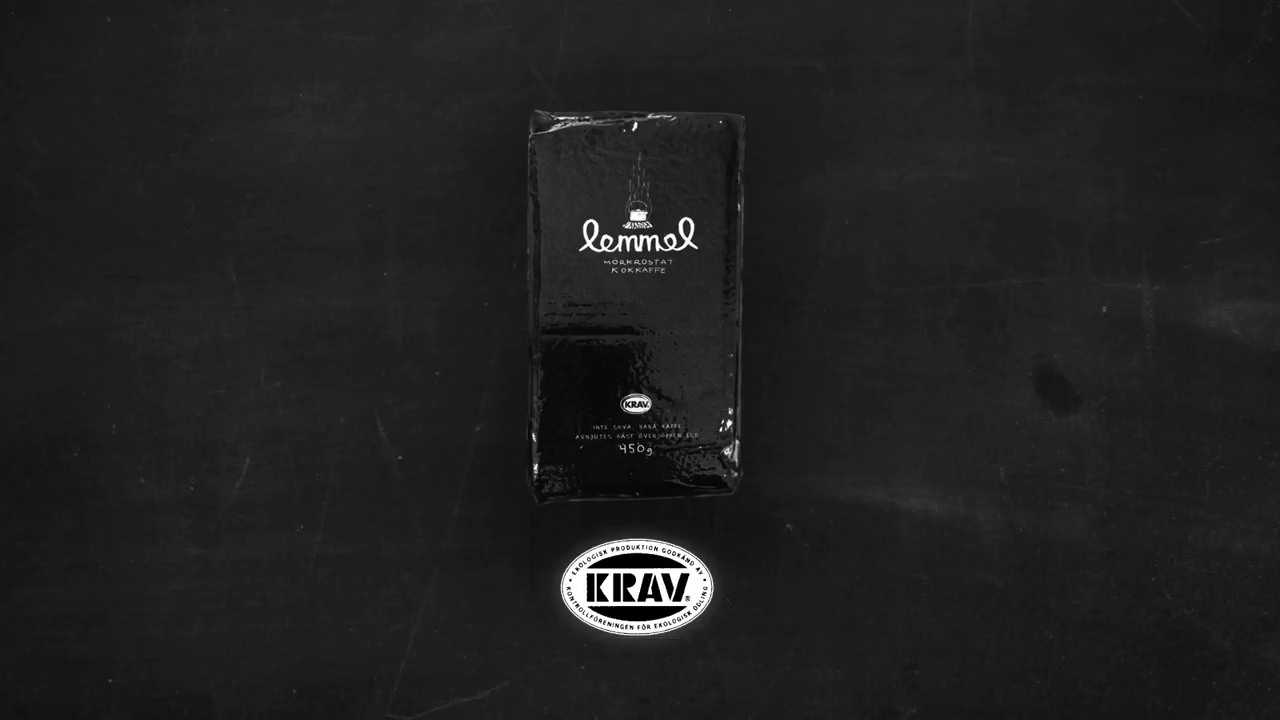 lemmel
MÖRKROSTAT
KOKKAFFE
KRAV
INTE SOVA, BARA KAFFE
AVNJUTES BÄST ÖVER ÖPPEN ELD
450g
EKOLOGISK PRODUKTION GODKÄND AV
KRAV®
KONTROLLFÖRENINGEN FÖR EKOLOGISK ODLING